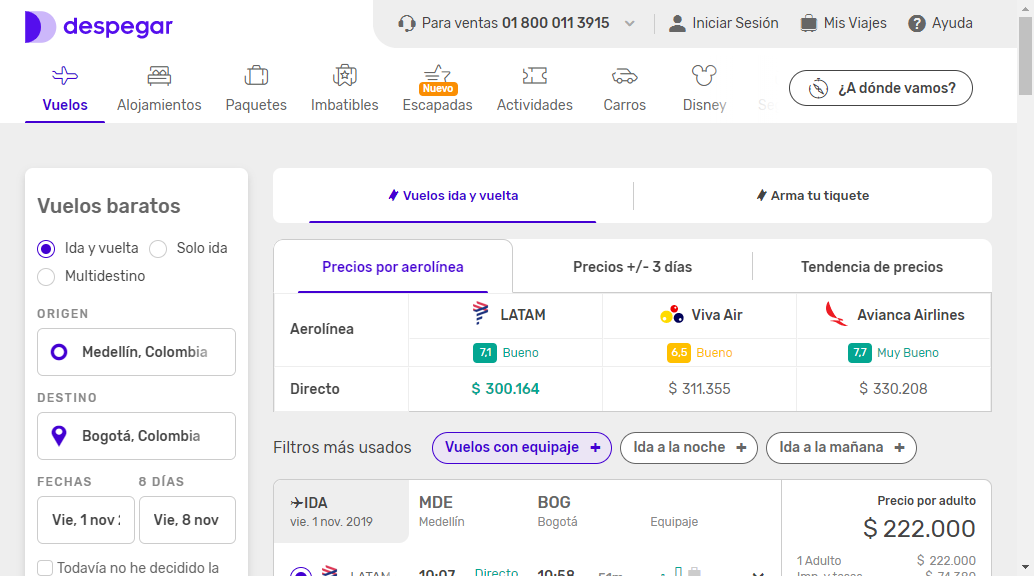 despegar
Para ventas 01 800 011 3915
Iniciar Sesión
Mis Viajes
Ayuda
Vuelos
Alojamientos
Paquetes
Imbatibles
Nuevo
Escapadas
Actividades
Carros
Disney
¿A dónde vamos?
Vuelos baratos
Ida y vuelta
Solo ida
Multidestino
ORIGEN
Medellín, Colombia
DESTINO
Bogotá, Colombia
FECHAS
8 DÍAS
Vie, 1 nov
Vie, 8 nov
Todavía no he decidido la
Vuelos ida y vuelta
Arma tu tiquete
Precios por aerolínea
Precios +/- 3 días
Tendencia de precios
Aerolínea
LATAM
Viva Air
Avianca Airlines
7,1 Bueno
6,5 Bueno
7,7 Muy Bueno
Directo
$ 300.164
$ 311.355
$ 330.208
Filtros más usados
Vuelos con equipaje +
Ida a la noche +
Ida a la mañana +
IDA
vie. 1 nov. 2019
MDE
Medellín
BOG
Bogotá
Equipaje
Precio por adulto
$ 222.000
1 Adulto
$ 222.000
LATAM
10:07
Directo
10:58
51m
Imp. y tasas
$ 74.380